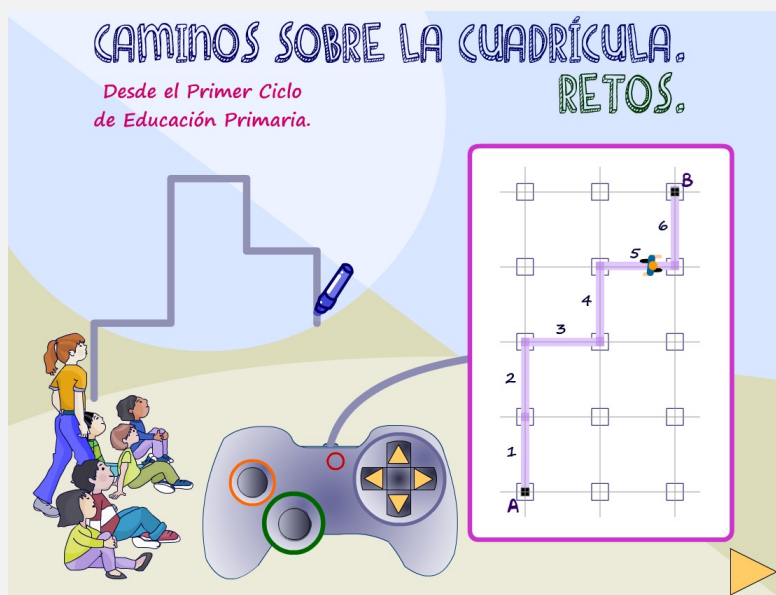 CAMINOS SOBRE LA CUADRÍCULA.
RETOS.
Desde el Primer Ciclo
de Educación Primaria.
B
6
5
4
3
2
1
A